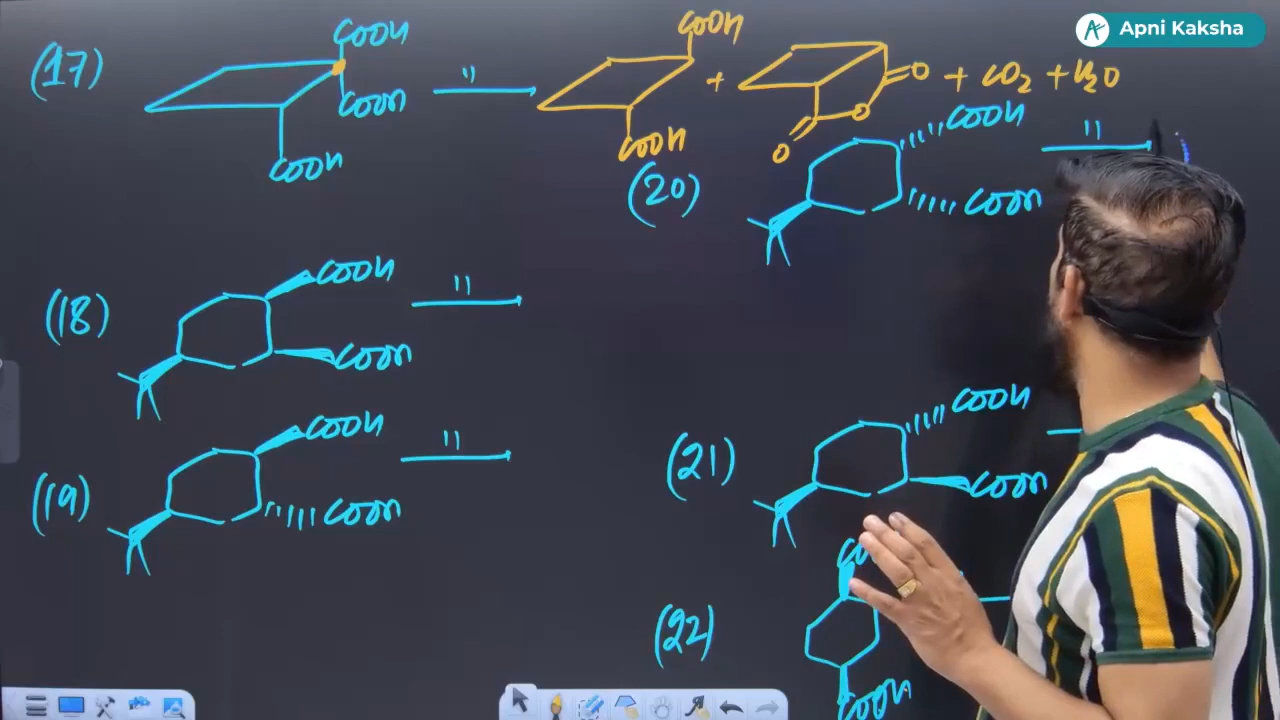 Apni Kaksha
(17)
COOH
COOH
COOH
"
COOH
COOH
+
O
O
O
+ CO2 + H2O
(20)
COOH
COOH
"
(18)
COOH
COOH
"
(19)
COOH
COOH
"
(21)
COOH
COOH
(22)
COOH